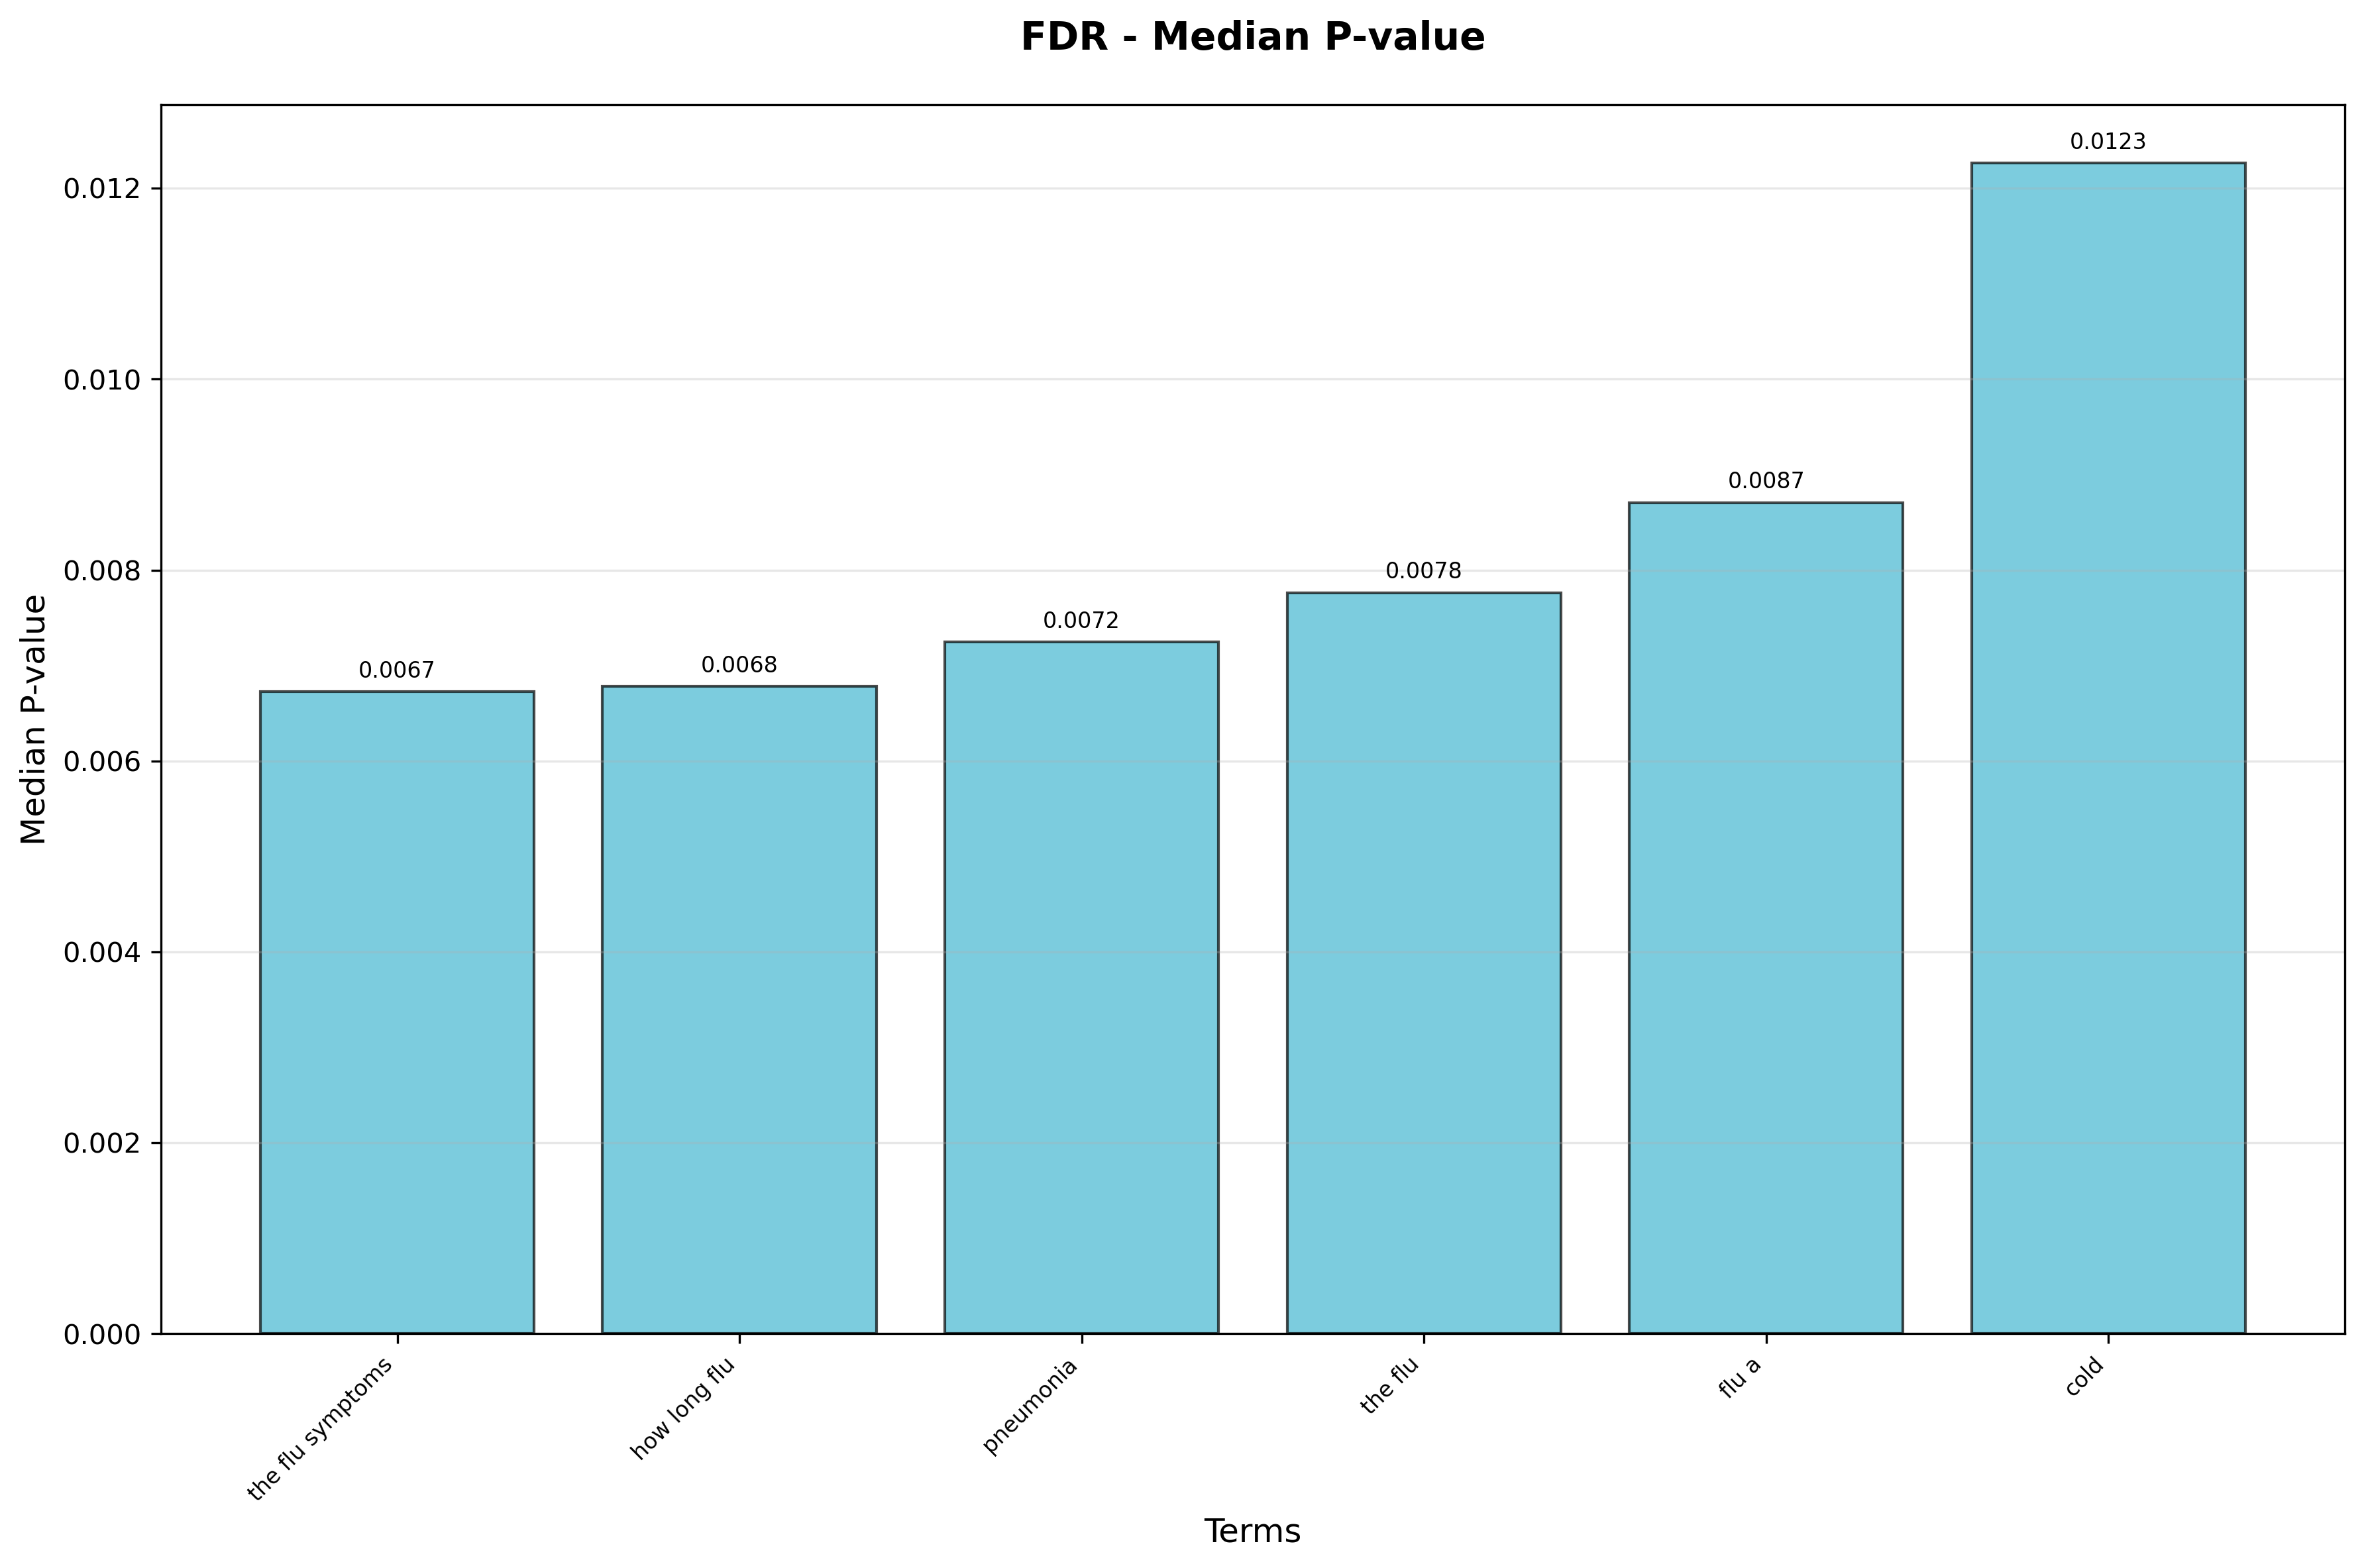 FDR - Median P-value
Median P-value
0.012
0.010
0.008
0.006
0.004
0.002
0.000
0.0067
0.0068
0.0072
0.0078
0.0087
0.0123
the flu symptoms
how long flu
pneumonia
the flu
flu a
cold
Terms